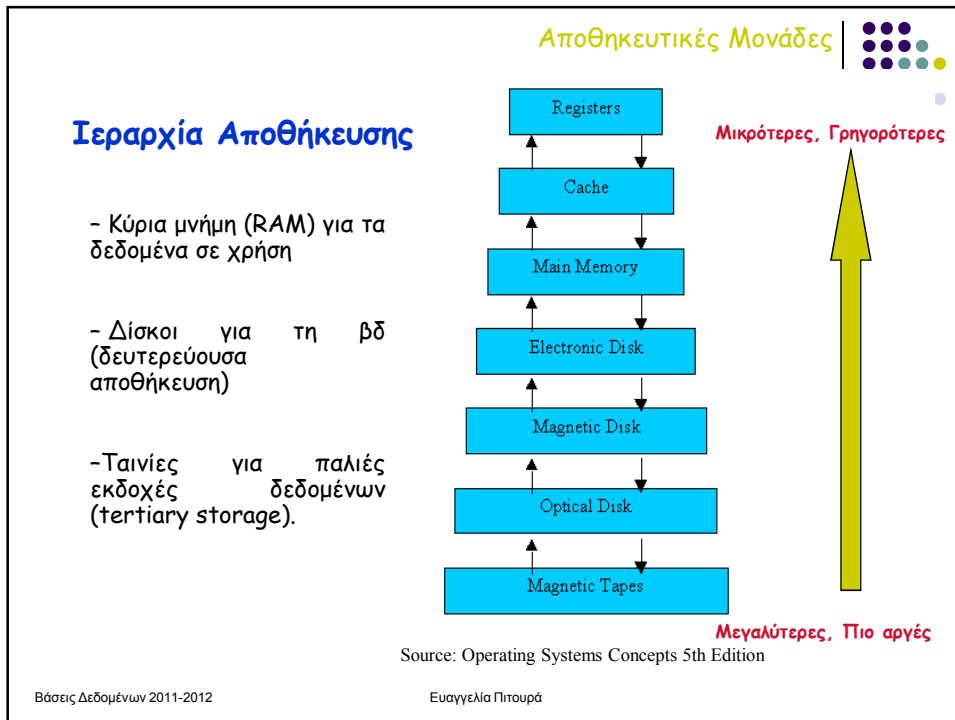 Αποθηκευτικές Μονάδες
Ιεραρχία Αποθήκευσης
– Κύρια μνήμη (RAM) για τα
δεδομένα σε χρήση
– Δίσκοι για τη βδ
(δευτερεύουσα
αποθήκευση)
–Ταινίες για παλιές
εκδοχές δεδομένων
(tertiary storage).
Registers
Cache
Main Memory
Electronic Disk
Magnetic Disk
Optical Disk
Magnetic Tapes
Μικρότερες, Γρηγορότερες
Μεγαλύτερες, Πιο αργές
Source: Operating Systems Concepts 5th Edition
Βάσεις Δεδομένων 2011-2012
Ευαγγελία Πιτουρά